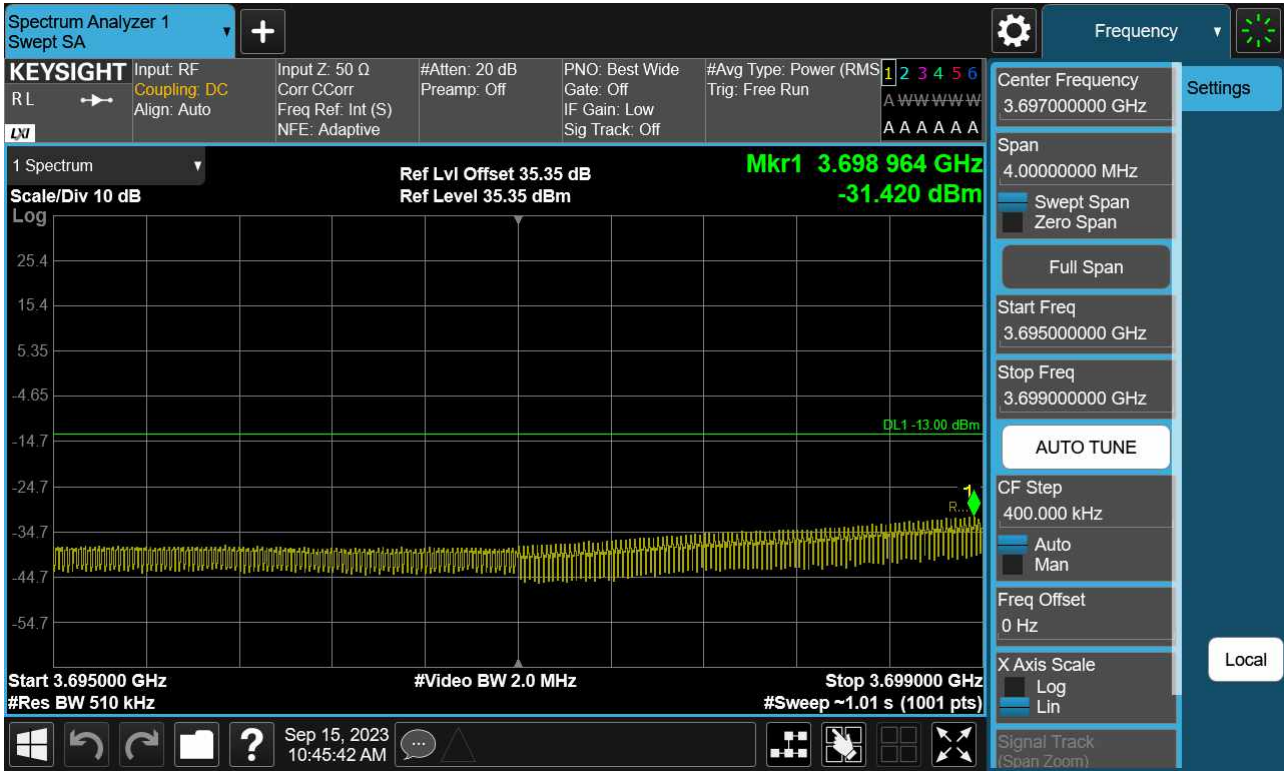 Spectrum Analyzer 1
Swept SA
Frequency
KEYSIGHT
R L
LXI
Input: RF
Coupling: DC
Align: Auto
Input Z: 50 Ω
Corr CCorr
Freq Ref: Int (S)
NFE: Adaptive
#Atten: 20 dB
Preamp: Off
PNO: Best Wide
Gate: Off
IF Gain: Low
Sig Track: Off
#Avg Type: Power (RMS
Trig: Free Run
1 2 3 4 5 6
A W W W W W
A A A A A A
1 Spectrum
Scale/Div 10 dB
Log
Ref Lvl Offset 35.35 dB
Ref Level 35.35 dBm
Mkr1 3.698 964 GHz
-31.420 dBm
25.4
15.4
5.35
-4.65
-14.7
-24.7
-34.7
-44.7
-54.7
DL1 -13.00 dBm
1
R...
Start 3.695000 GHz
#Res BW 510 kHz
#Video BW 2.0 MHz
Stop 3.699000 GHz
#Sweep ~1.01 s (1001 pts)
Center Frequency
3.697000000 GHz
Span
4.00000000 MHz
Swept Span
Zero Span
Full Span
Start Freq
3.695000000 GHz
Stop Freq
3.699000000 GHz
AUTO TUNE
CF Step
400.000 kHz
Auto
Man
Freq Offset
0 Hz
X Axis Scale
Log
Lin
Signal Track
(Span Zoom)
Settings
Local
?
Sep 15, 2023
10:45:42 AM